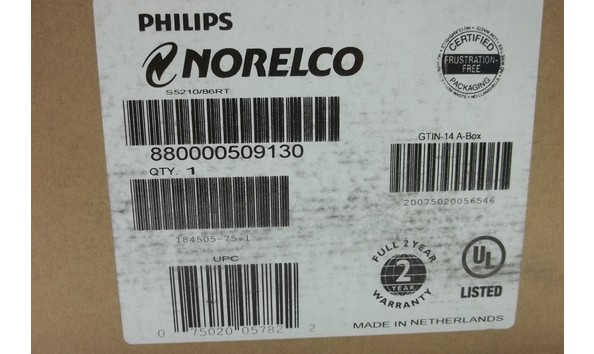 PHILIPS
NORELCO
S5210/86RT
880000509130
QTY. 1
184505-75-1
UPC
0 75020 05782 2
CERTIFIED
FRUSTRATION-FREE
PACKAGING
GTIN-14 A-Box
20075020056546
FULL 2 YEAR
2
YEAR
WARRANTY
UL
LISTED
MADE IN NETHERLANDS